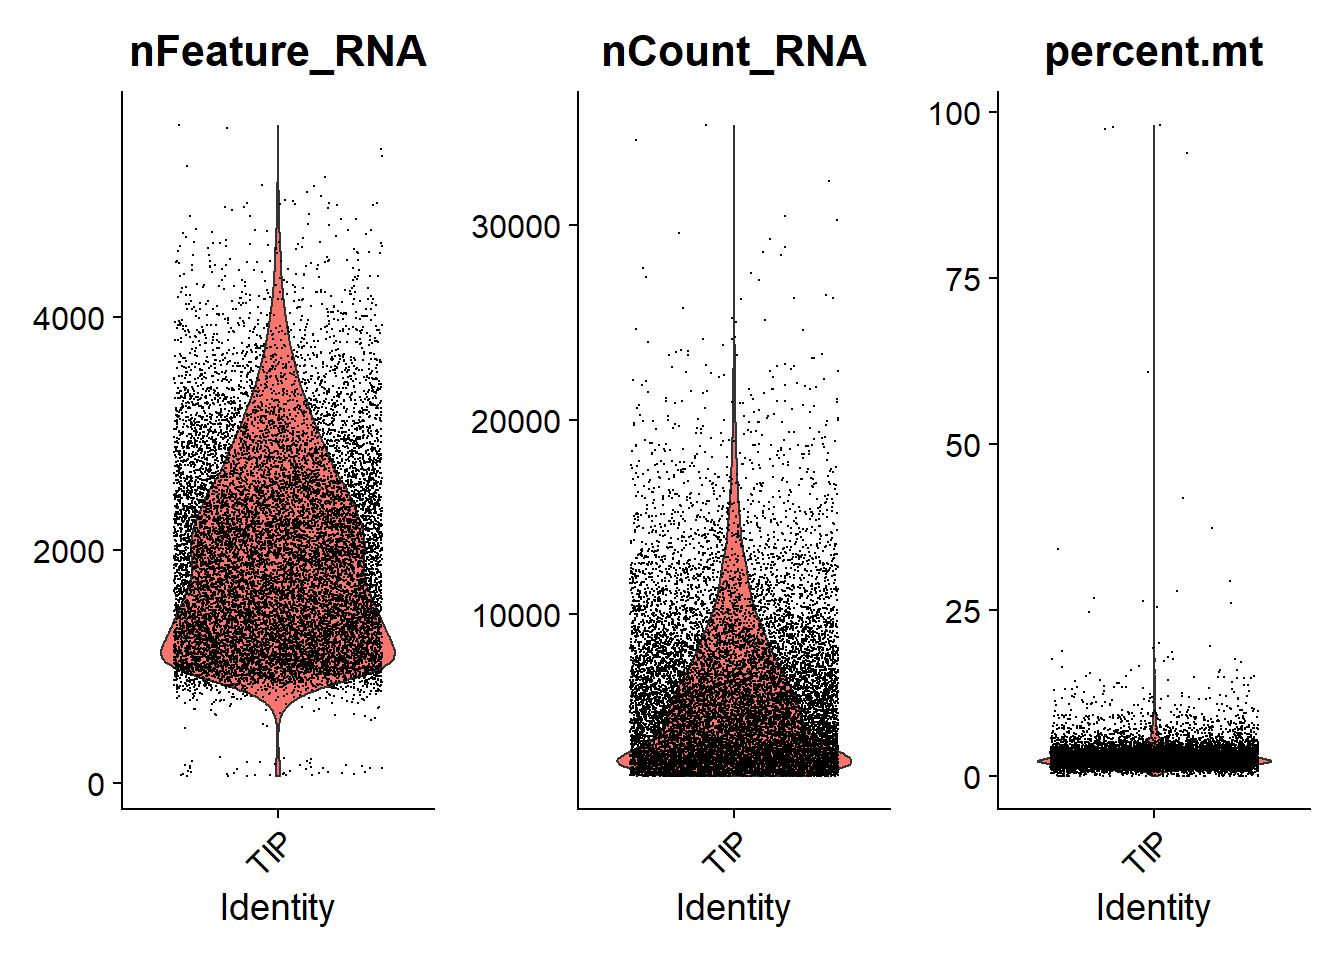 nFeature_RNA
4000
2000
0
TIP
Identity
nCount_RNA
30000
20000
10000
TIP
Identity
percent.mt
100
75
50
25
0
TIP
Identity